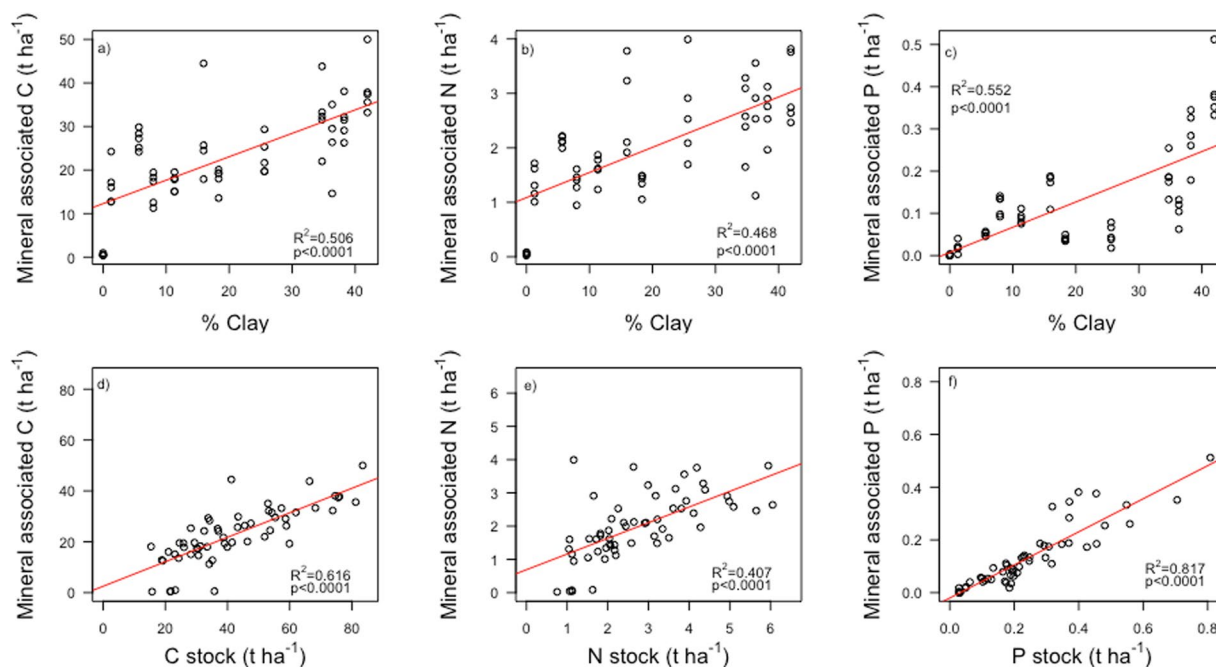 a)
Mineral associated C (t ha⁻¹)
50
40
30
20
10
0
R²=0.506
p<0.0001
0 10 20 30 40
% Clay
b)
Mineral associated N (t ha⁻¹)
4
3
2
1
0
R²=0.468
p<0.0001
0 10 20 30 40
% Clay
c)
Mineral associated P (t ha⁻¹)
0.5
0.4
0.3
0.2
0.1
0.0
R²=0.552
p<0.0001
0 10 20 30 40
% Clay
d)
Mineral associated C (t ha⁻¹)
80
60
40
20
0
R²=0.616
p<0.0001
0 20 40 60 80
C stock (t ha⁻¹)
e)
Mineral associated N (t ha⁻¹)
6
5
4
3
2
1
0
R²=0.407
p<0.0001
0 1 2 3 4 5 6
N stock (t ha⁻¹)
f)
Mineral associated P (t ha⁻¹)
0.8
0.6
0.4
0.2
0.0
R²=0.817
p<0.0001
0.0 0.2 0.4 0.6 0.8
P stock (t ha⁻¹)